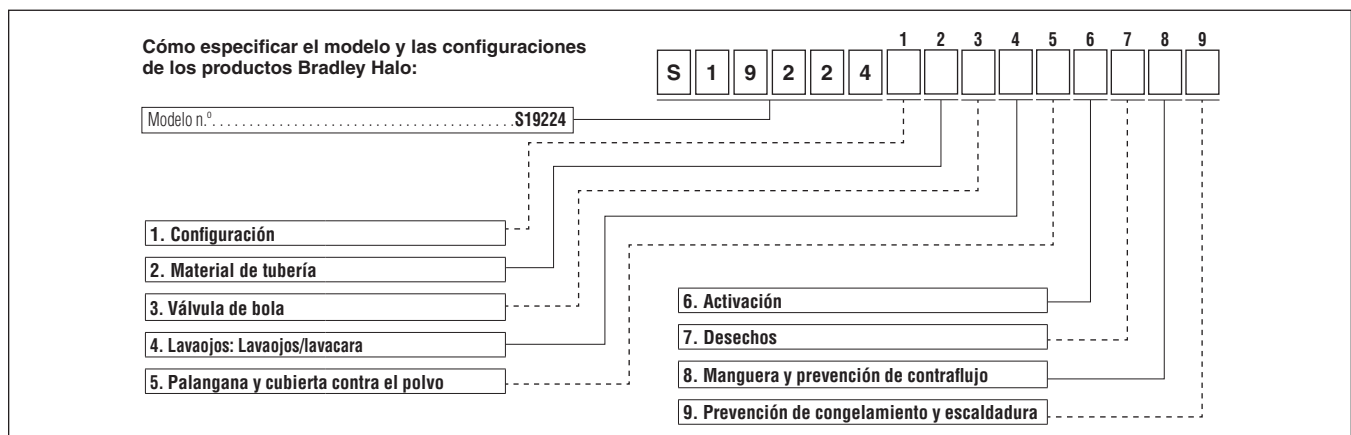 Cómo especificar el modelo y las configuraciones
de los productos Bradley Halo:
1 2 3 4 5 6 7 8 9
S 1 9 2 2 4
Modelo n.º. . . . . . . . . . . . . . . . . . . . . . . . . . . . . . . . . . . . . . . . .S19224
1. Configuración
2. Material de tubería
3. Válvula de bola
4. Lavaojos: Lavaojos/lavacara
5. Palangana y cubierta contra el polvo
6. Activación
7. Desechos
8. Manguera y prevención de contraflujo
9. Prevención de congelamiento y escaldadura